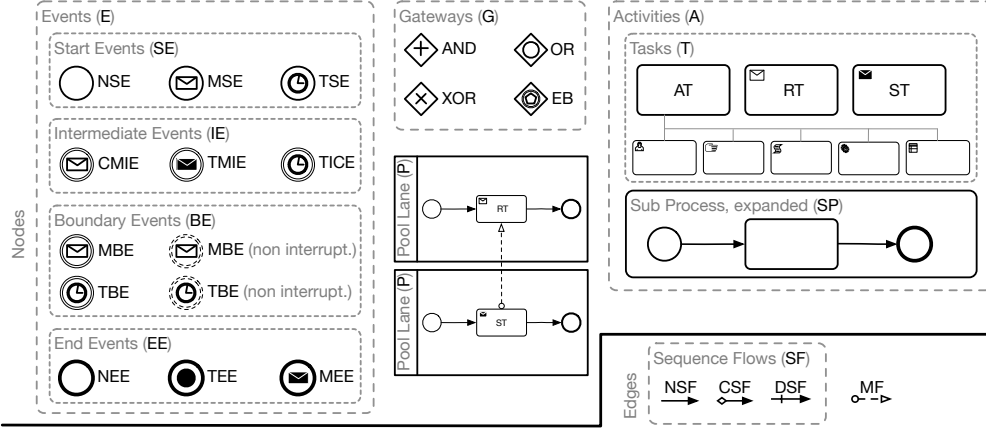 Nodes
Events (E)
Start Events (SE)
NSE MSE TSE
Intermediate Events (IE)
CMIE TMIE TICE
Boundary Events (BE)
MBE MBE (non interrupt.)
TBE TBE (non interrupt.)
End Events (EE)
NEE TEE MEE
Gateways (G)
AND OR
XOR EB
Pool Lane (P)
RT
Pool Lane (P)
ST
Activities (A)
Tasks (T)
AT RT ST
Sub Process, expanded (SP)
Edges
Sequence Flows (SF)
NSF CSF DSF MF